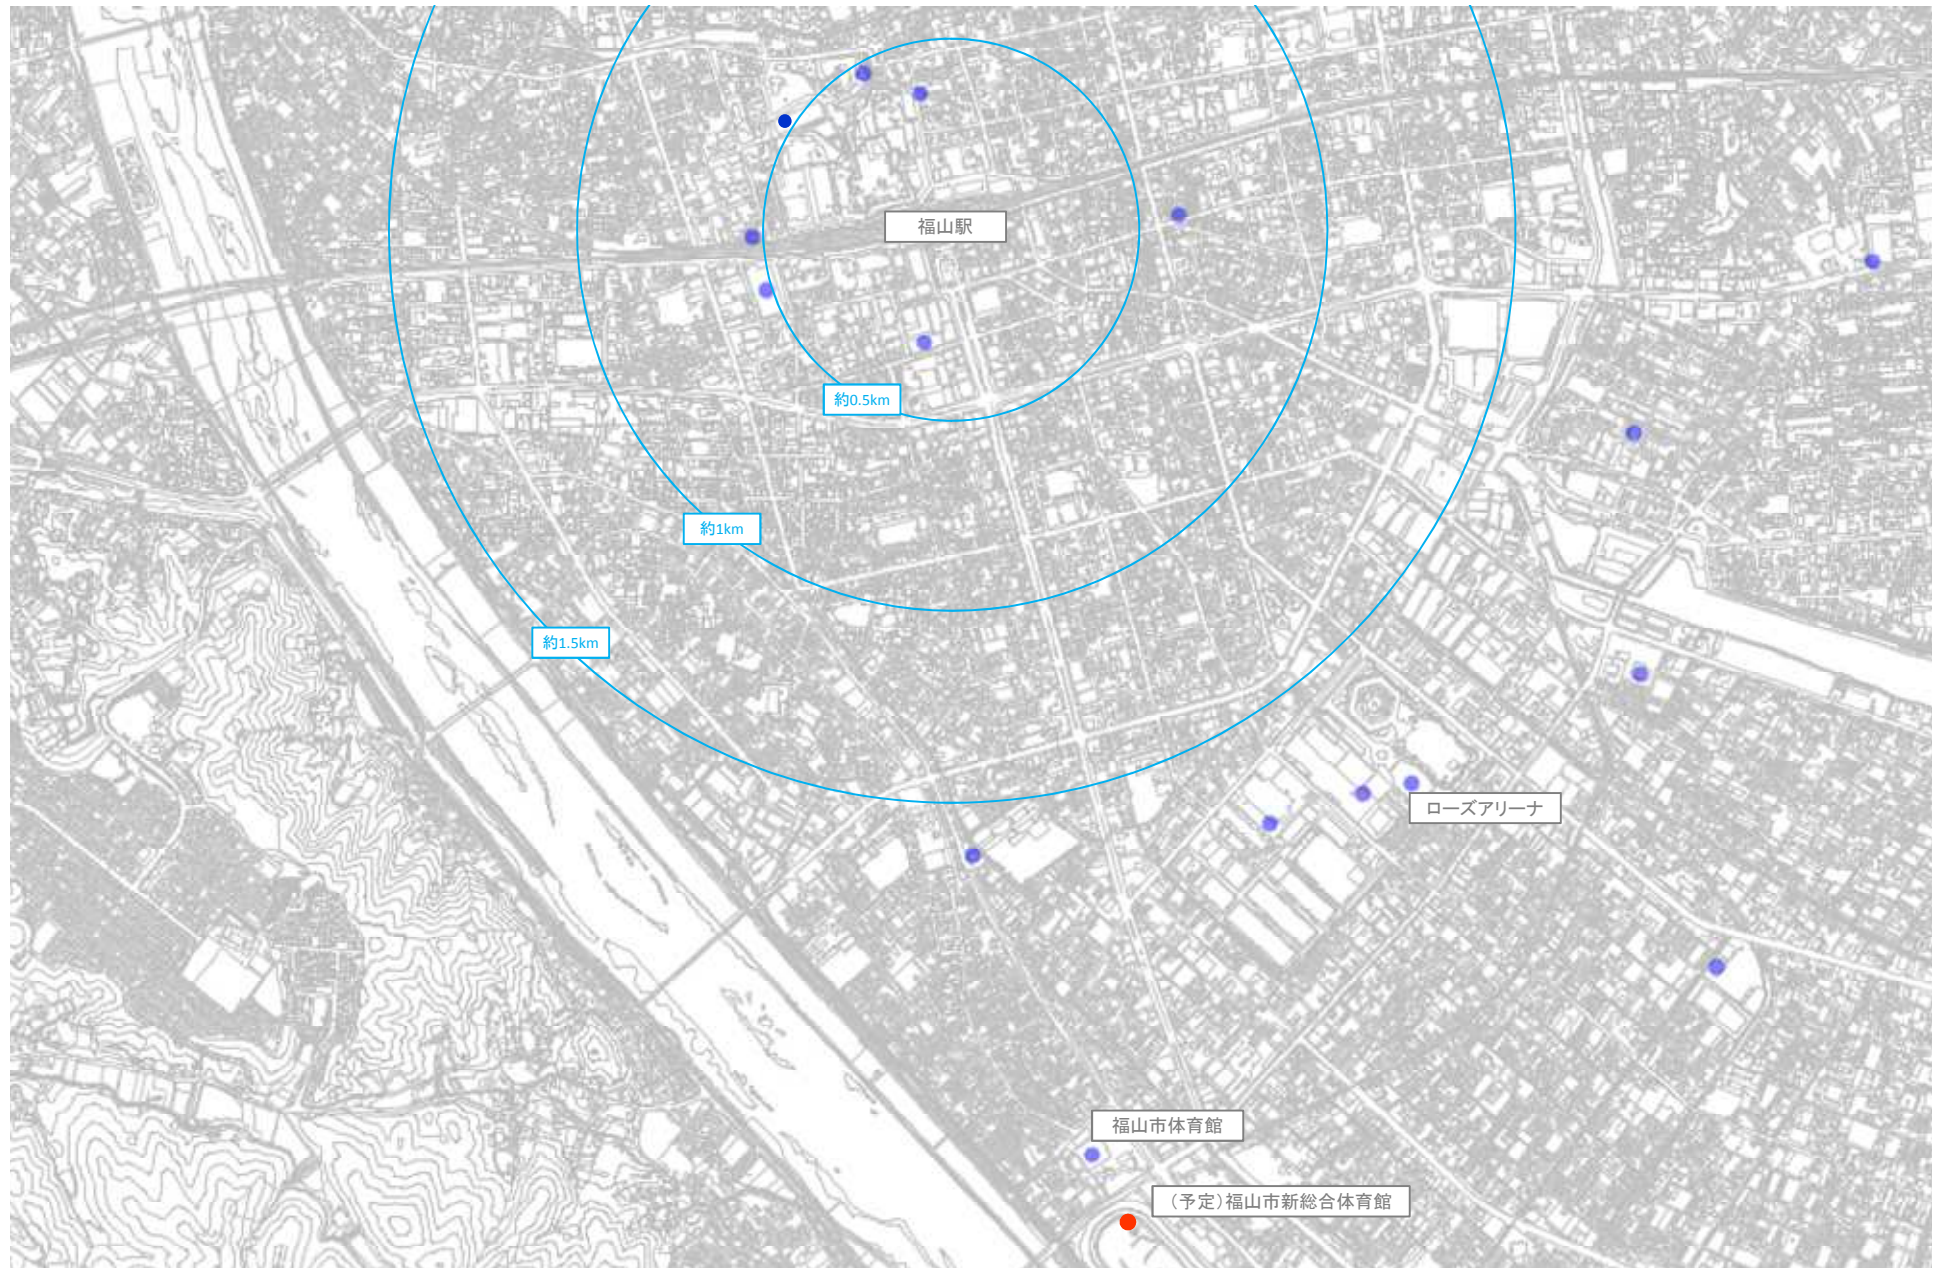 福山駅
約0.5km
約1km
約1.5km
ローズアリーナ
福山市体育館
（予定）福山市新総合体育館